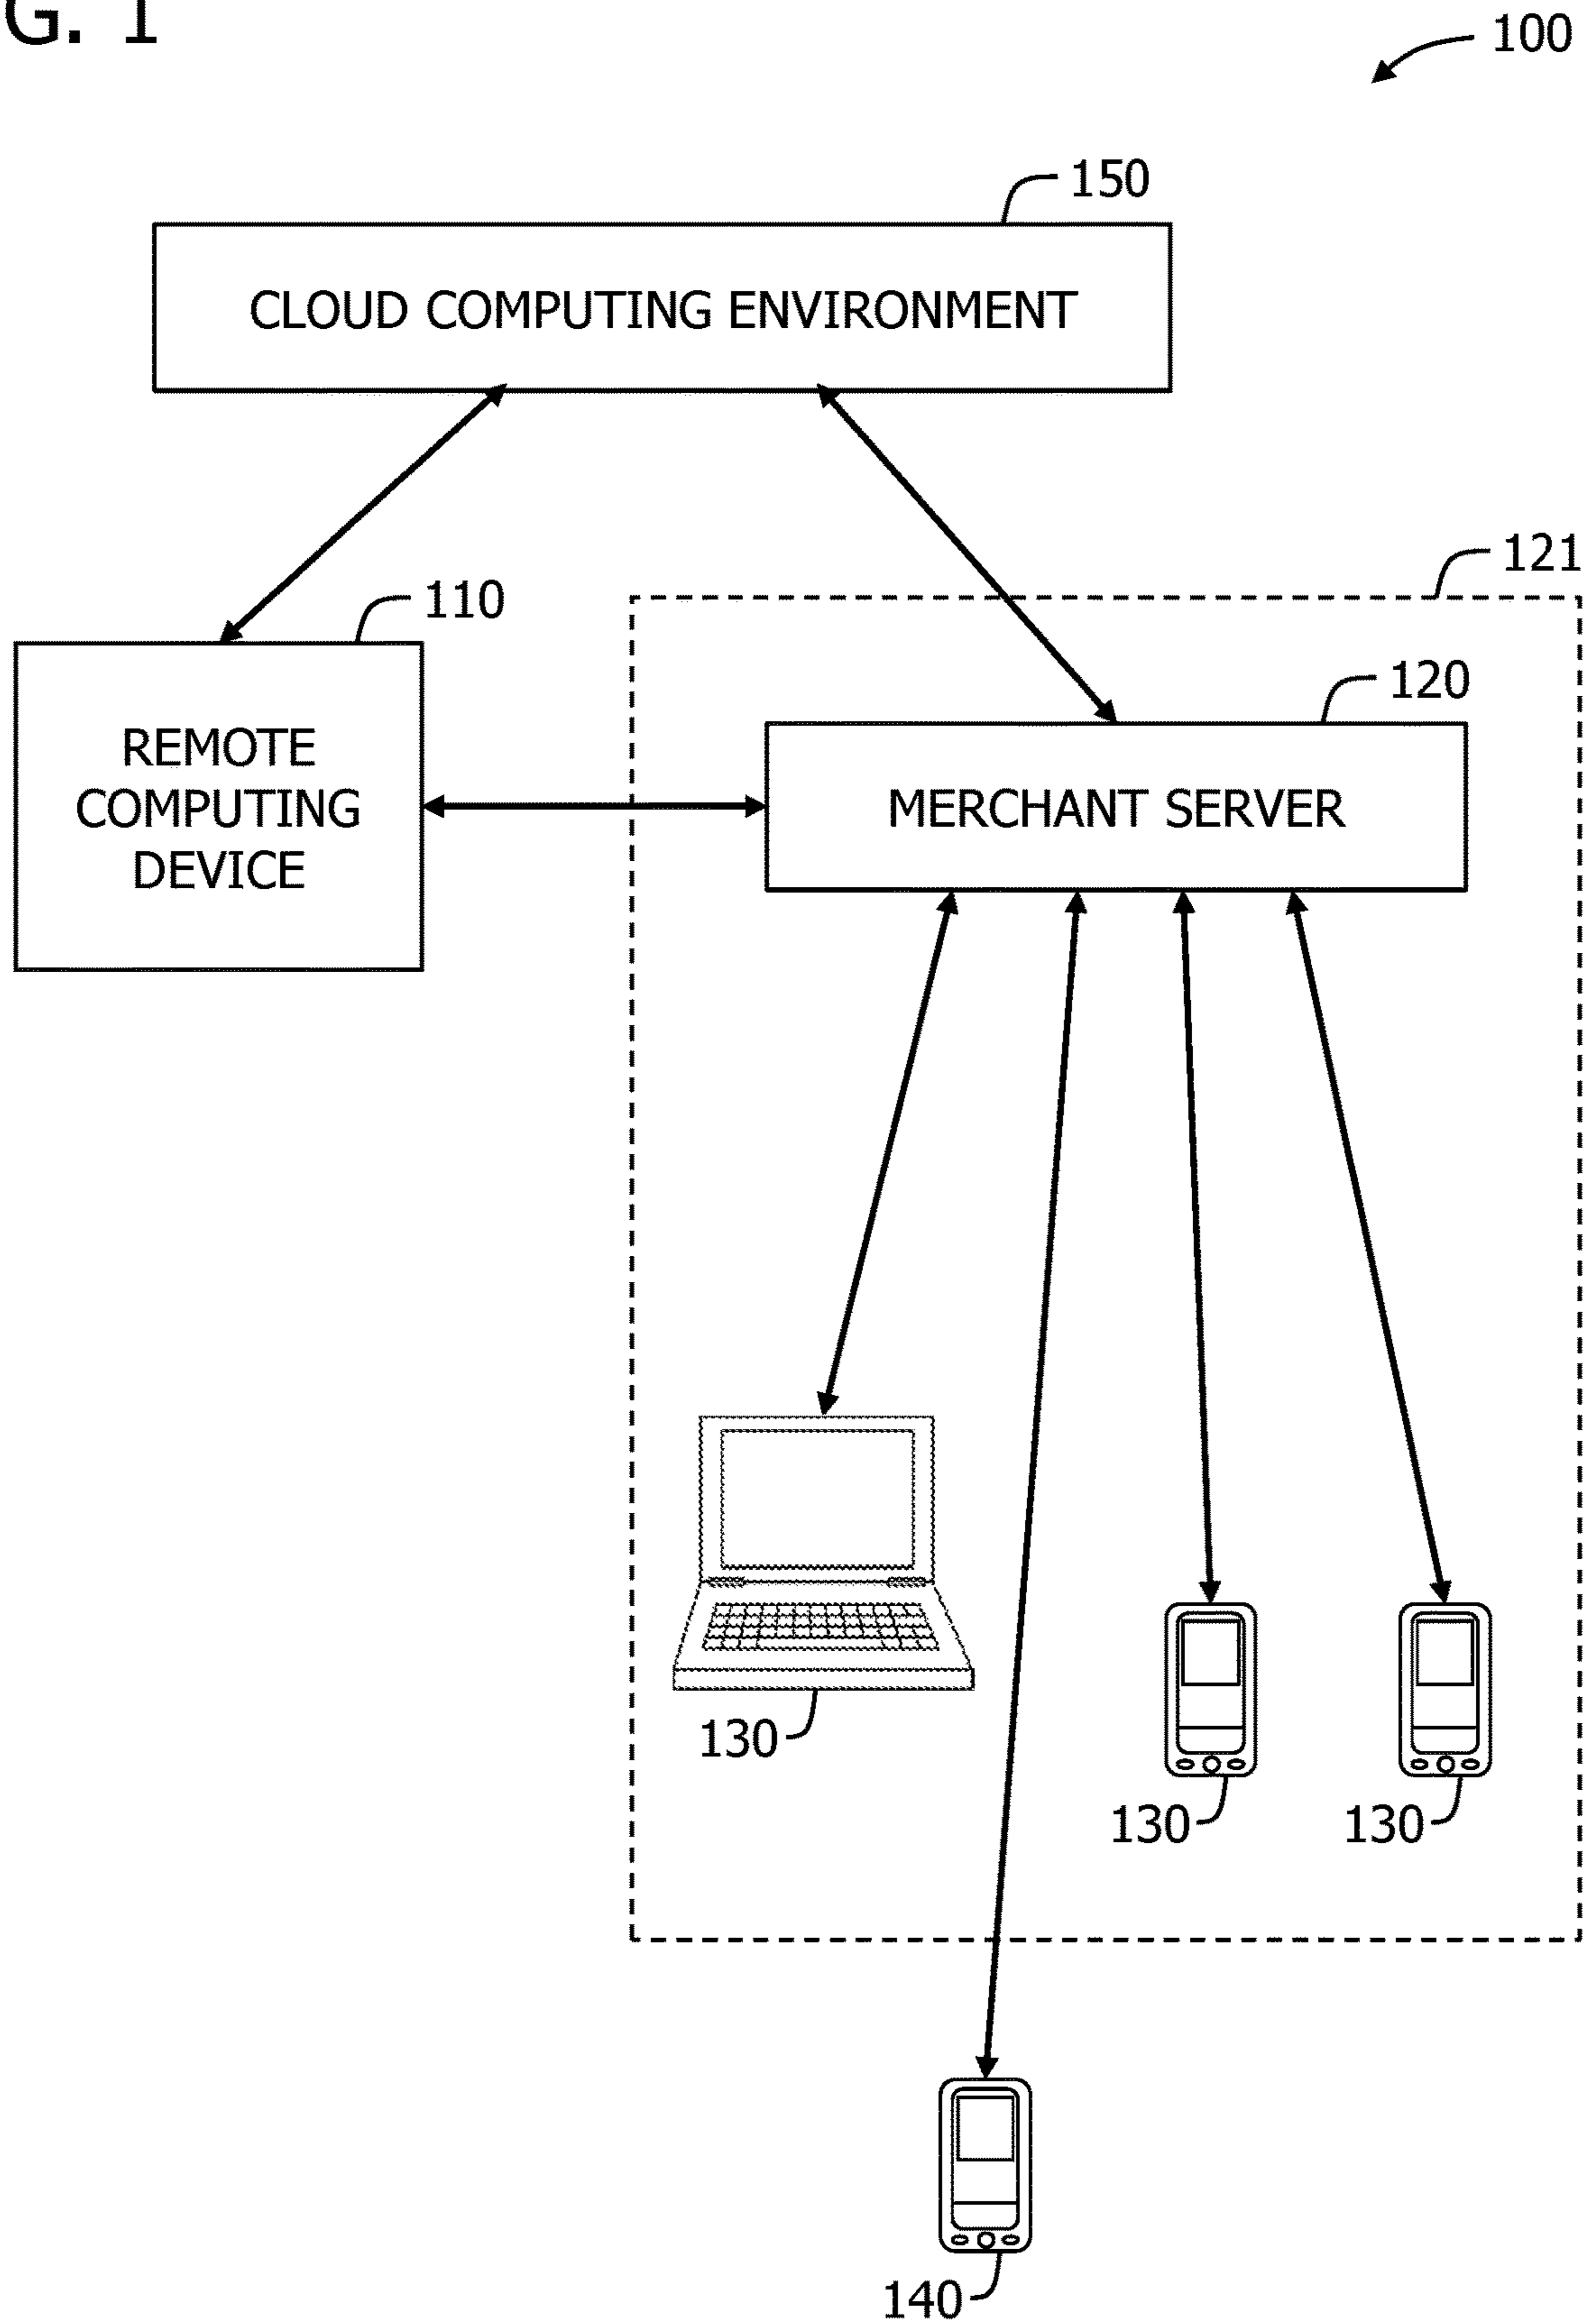 G. 1
100
150
CLOUD COMPUTING ENVIRONMENT
121
110
120
REMOTE
COMPUTING
DEVICE
MERCHANT SERVER
130
130
130
140